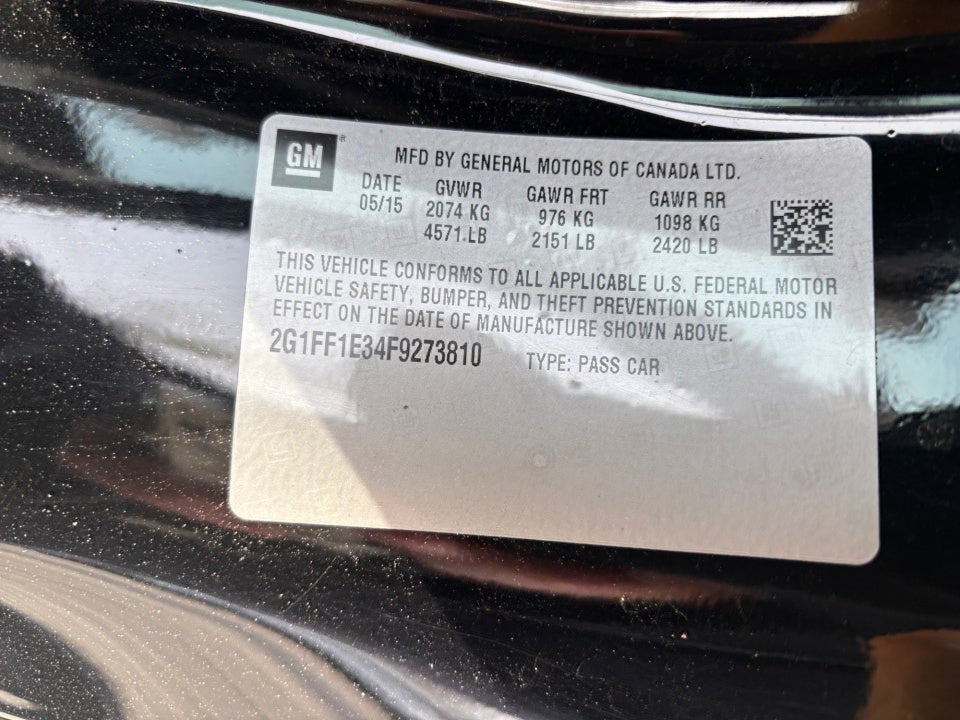 GM
MFD BY GENERAL MOTORS OF CANADA LTD.
DATE GVWR GAWR FRT GAWR RR
05/15 2074 KG 976 KG 1098 KG
4571.LB 2151 LB 2420 LB
THIS VEHICLE CONFORMS TO ALL APPLICABLE U.S. FEDERAL MOTOR
VEHICLE SAFETY, BUMPER, AND THEFT PREVENTION STANDARDS IN
EFFECT ON THE DATE OF MANUFACTURE SHOWN ABOVE.
2G1FF1E34F9273810 TYPE: PASS CAR